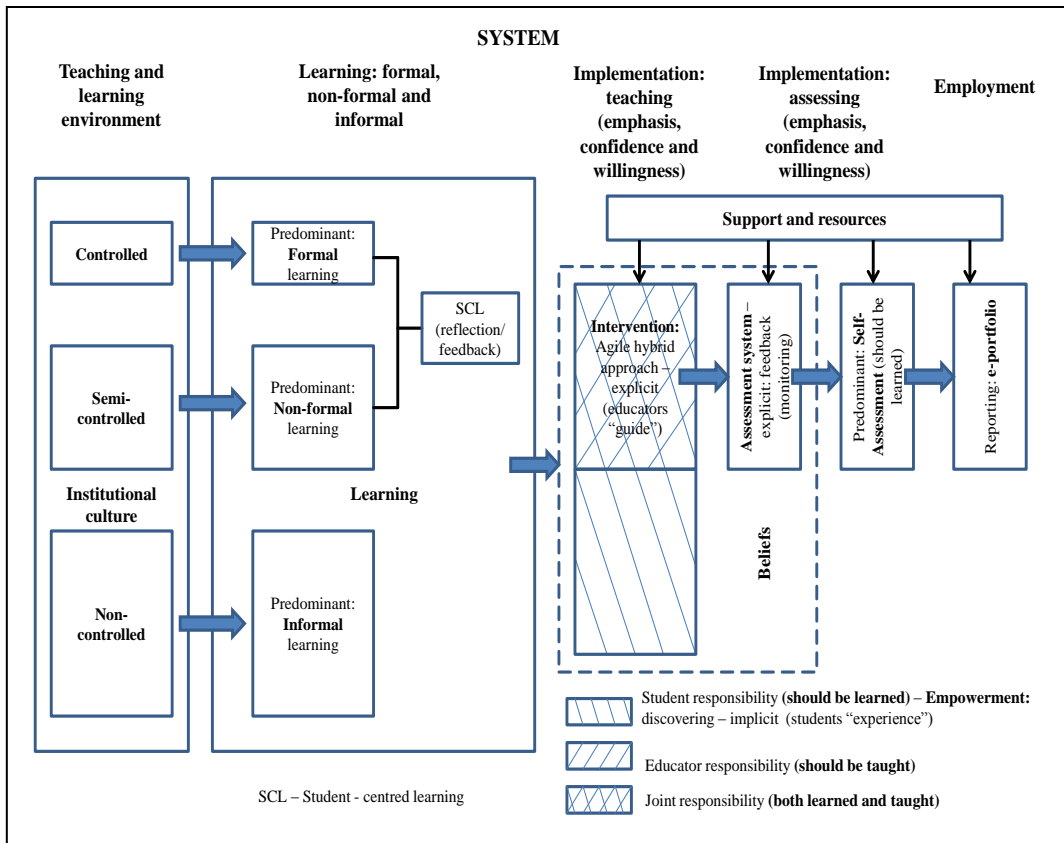 SYSTEM
Teaching and
learning
environment
Learning: formal,
non-formal and
informal
Implementation:
teaching
(emphasis,
confidence and
willingness)
Implementation:
assessing
(emphasis,
confidence and
willingness)
Employment
Support and resources
Controlled
Semi-
controlled
Institutional
culture
Non-
controlled
Predominant:
Formal
learning
SCL
(reflection/
feedback)
Predominant:
Non-formal
learning
Learning
Predominant:
Informal
learning
Intervention:
Agile hybrid
approach –
explicit
(educators
“guide”)
Assessment system –
explicit: feedback
(monitoring)
Beliefs
Predominant: Self-
Assessment (should be
learned)
Reporting: e-portfolio
Student responsibility (should be learned) – Empowerment:
discovering – implicit (students “experience”)
Educator responsibility (should be taught)
Joint responsibility (both learned and taught)
SCL – Student - centred learning